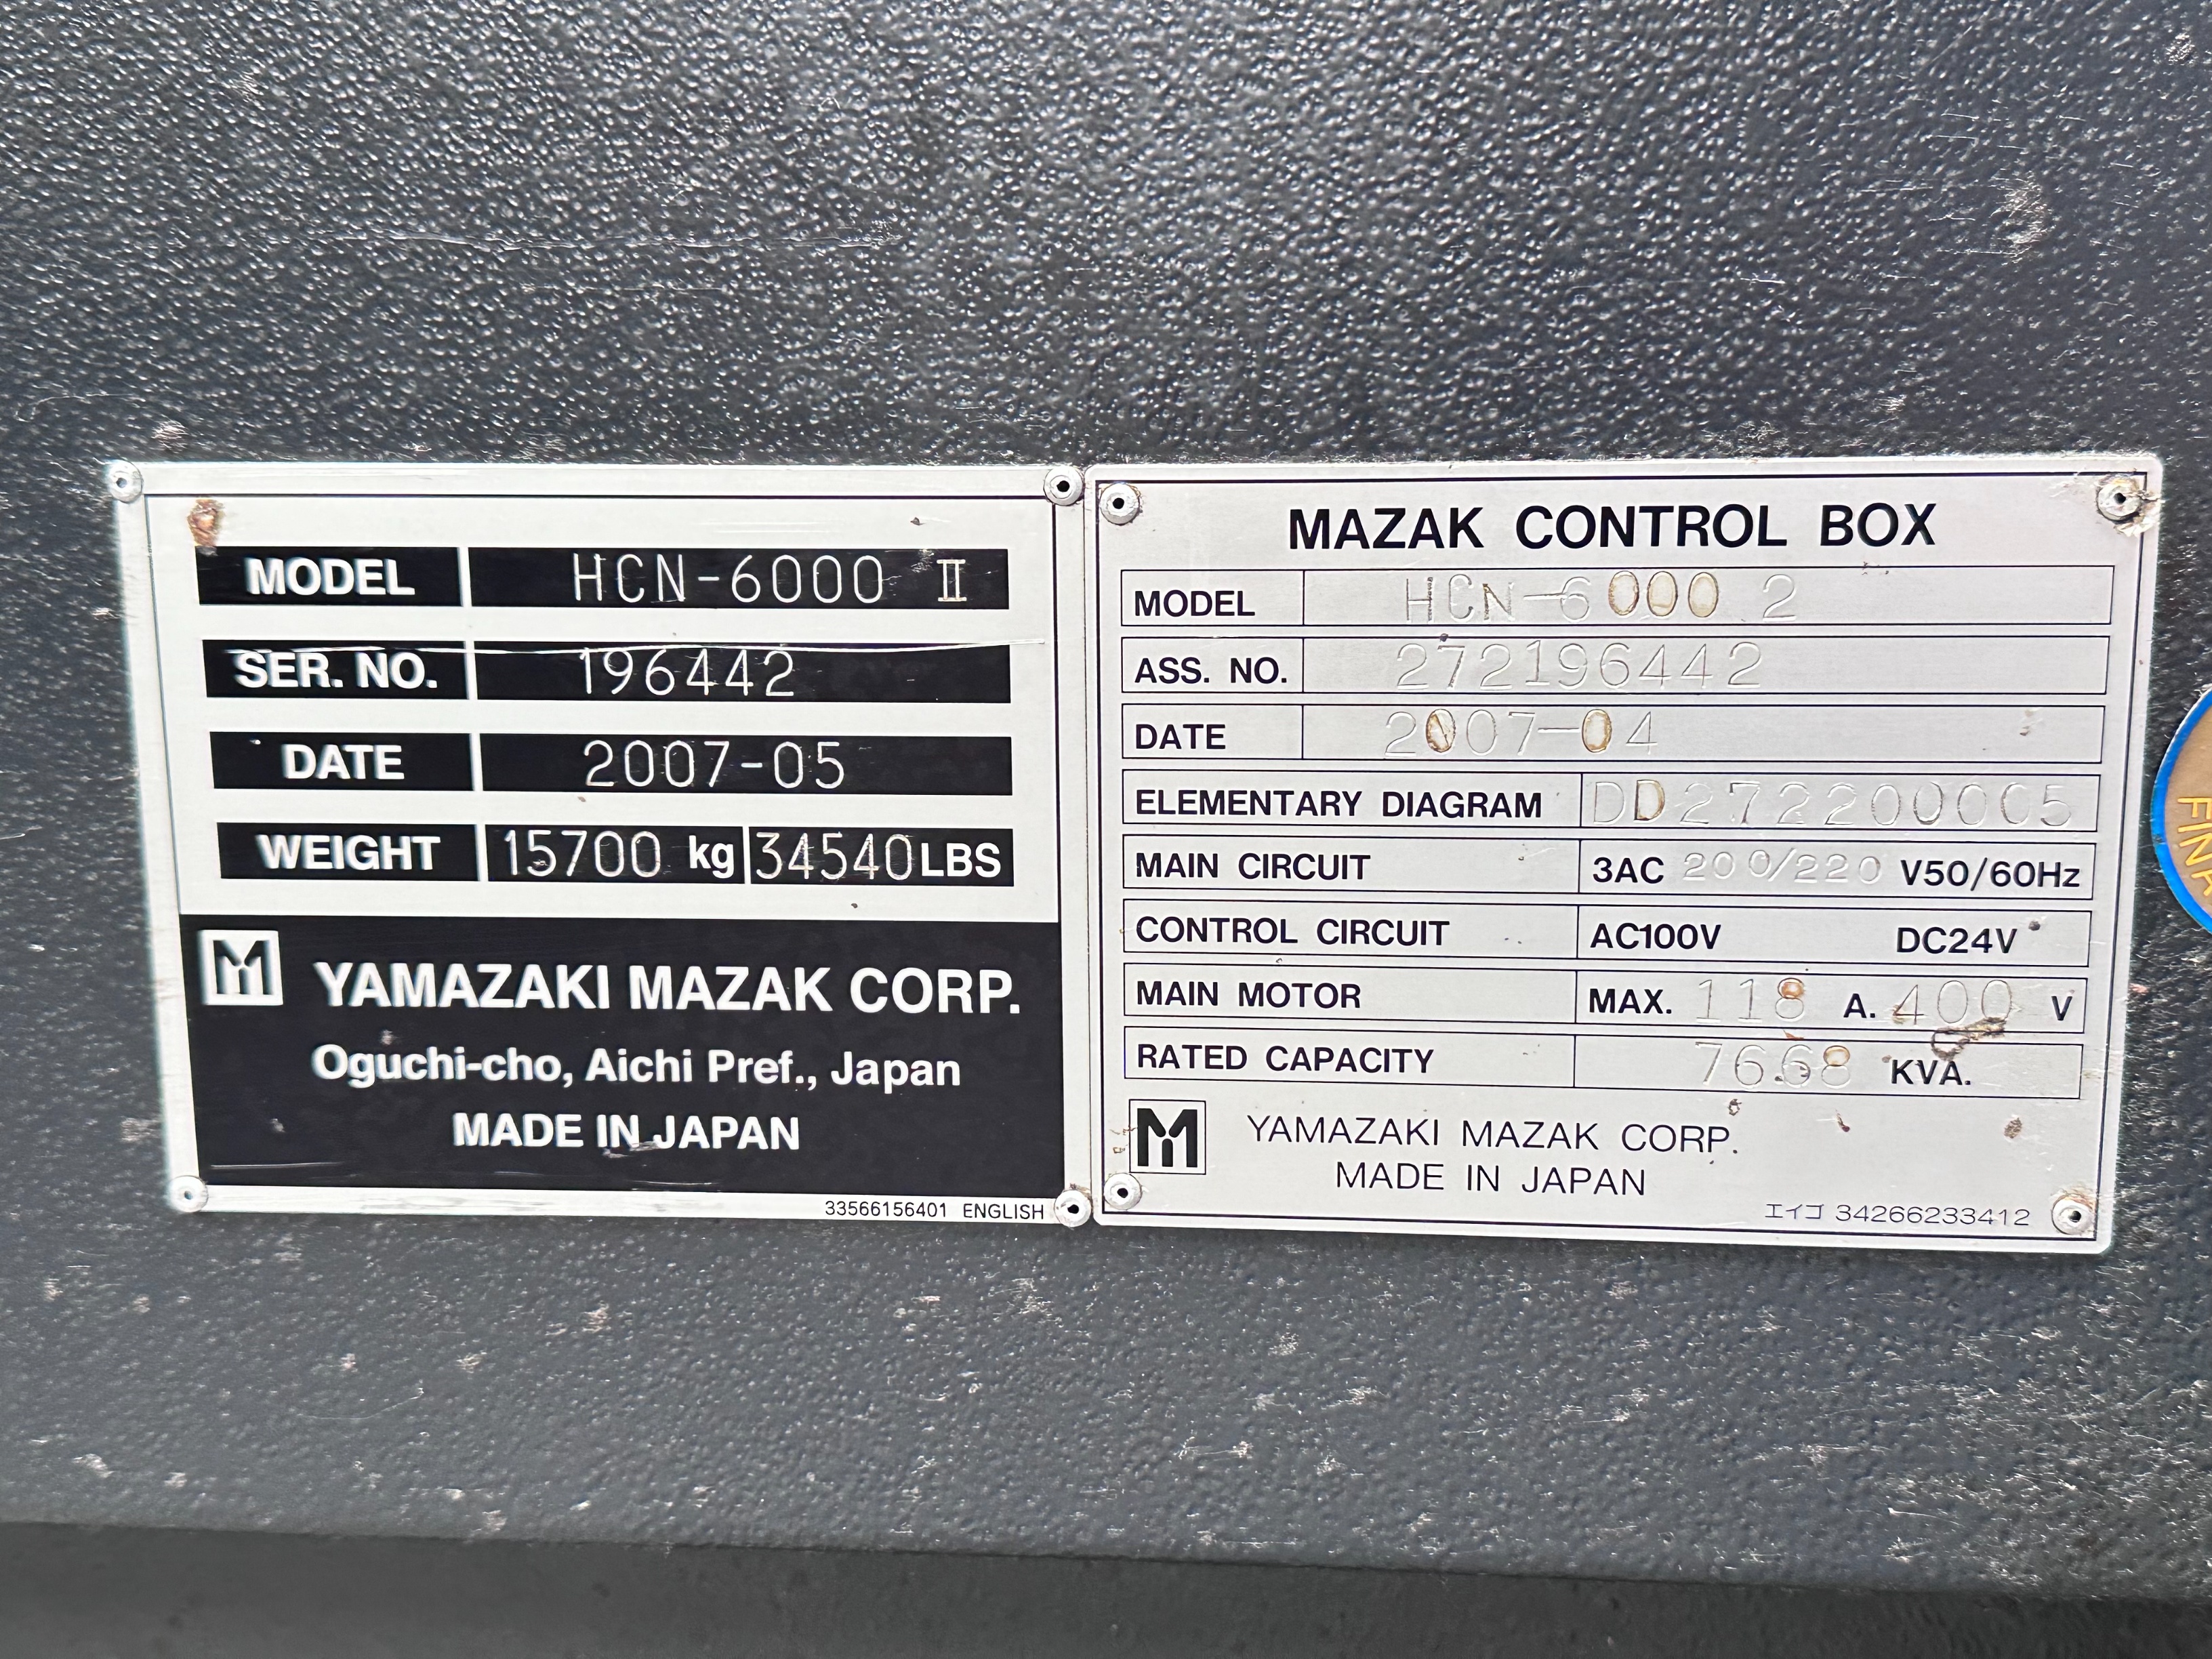 MODEL HCN-6000 II
SER. NO. 196442
DATE 2007-05
WEIGHT 15700 kg 34540 LBS
YAMAZAKI MAZAK CORP.
Oguchi-cho, Aichi Pref., Japan
MADE IN JAPAN
33566156401 ENGLISH
MAZAK CONTROL BOX
MODEL HCN-6000 2
ASS. NO. 272196442
DATE 2007-04
ELEMENTARY DIAGRAM
MAIN CIRCUIT 3AC 200/220 V50/60Hz
CONTROL CIRCUIT AC100V DC24V
MAIN MOTOR MAX. 118 A. 400 V
RATED CAPACITY 76.68 KVA.
YAMAZAKI MAZAK CORP.
MADE IN JAPAN
エイゴ 34266233412